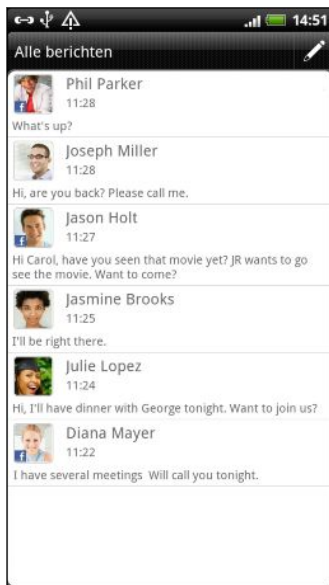 14:51
Alle berichten
Phil Parker
11:28
What's up?
Joseph Miller
11:28
Hi, are you back? Please call me.
Jason Holt
11:27
Hi Carol, have you seen that movie yet? JR wants to go
see the movie. Want to come?
Jasmine Brooks
11:25
I'll be right there.
Julie Lopez
11:24
Hi, I'll have dinner with George tonight. Want to join us?
Diana Mayer
11:22
I have several meetings  Will call you tonight.